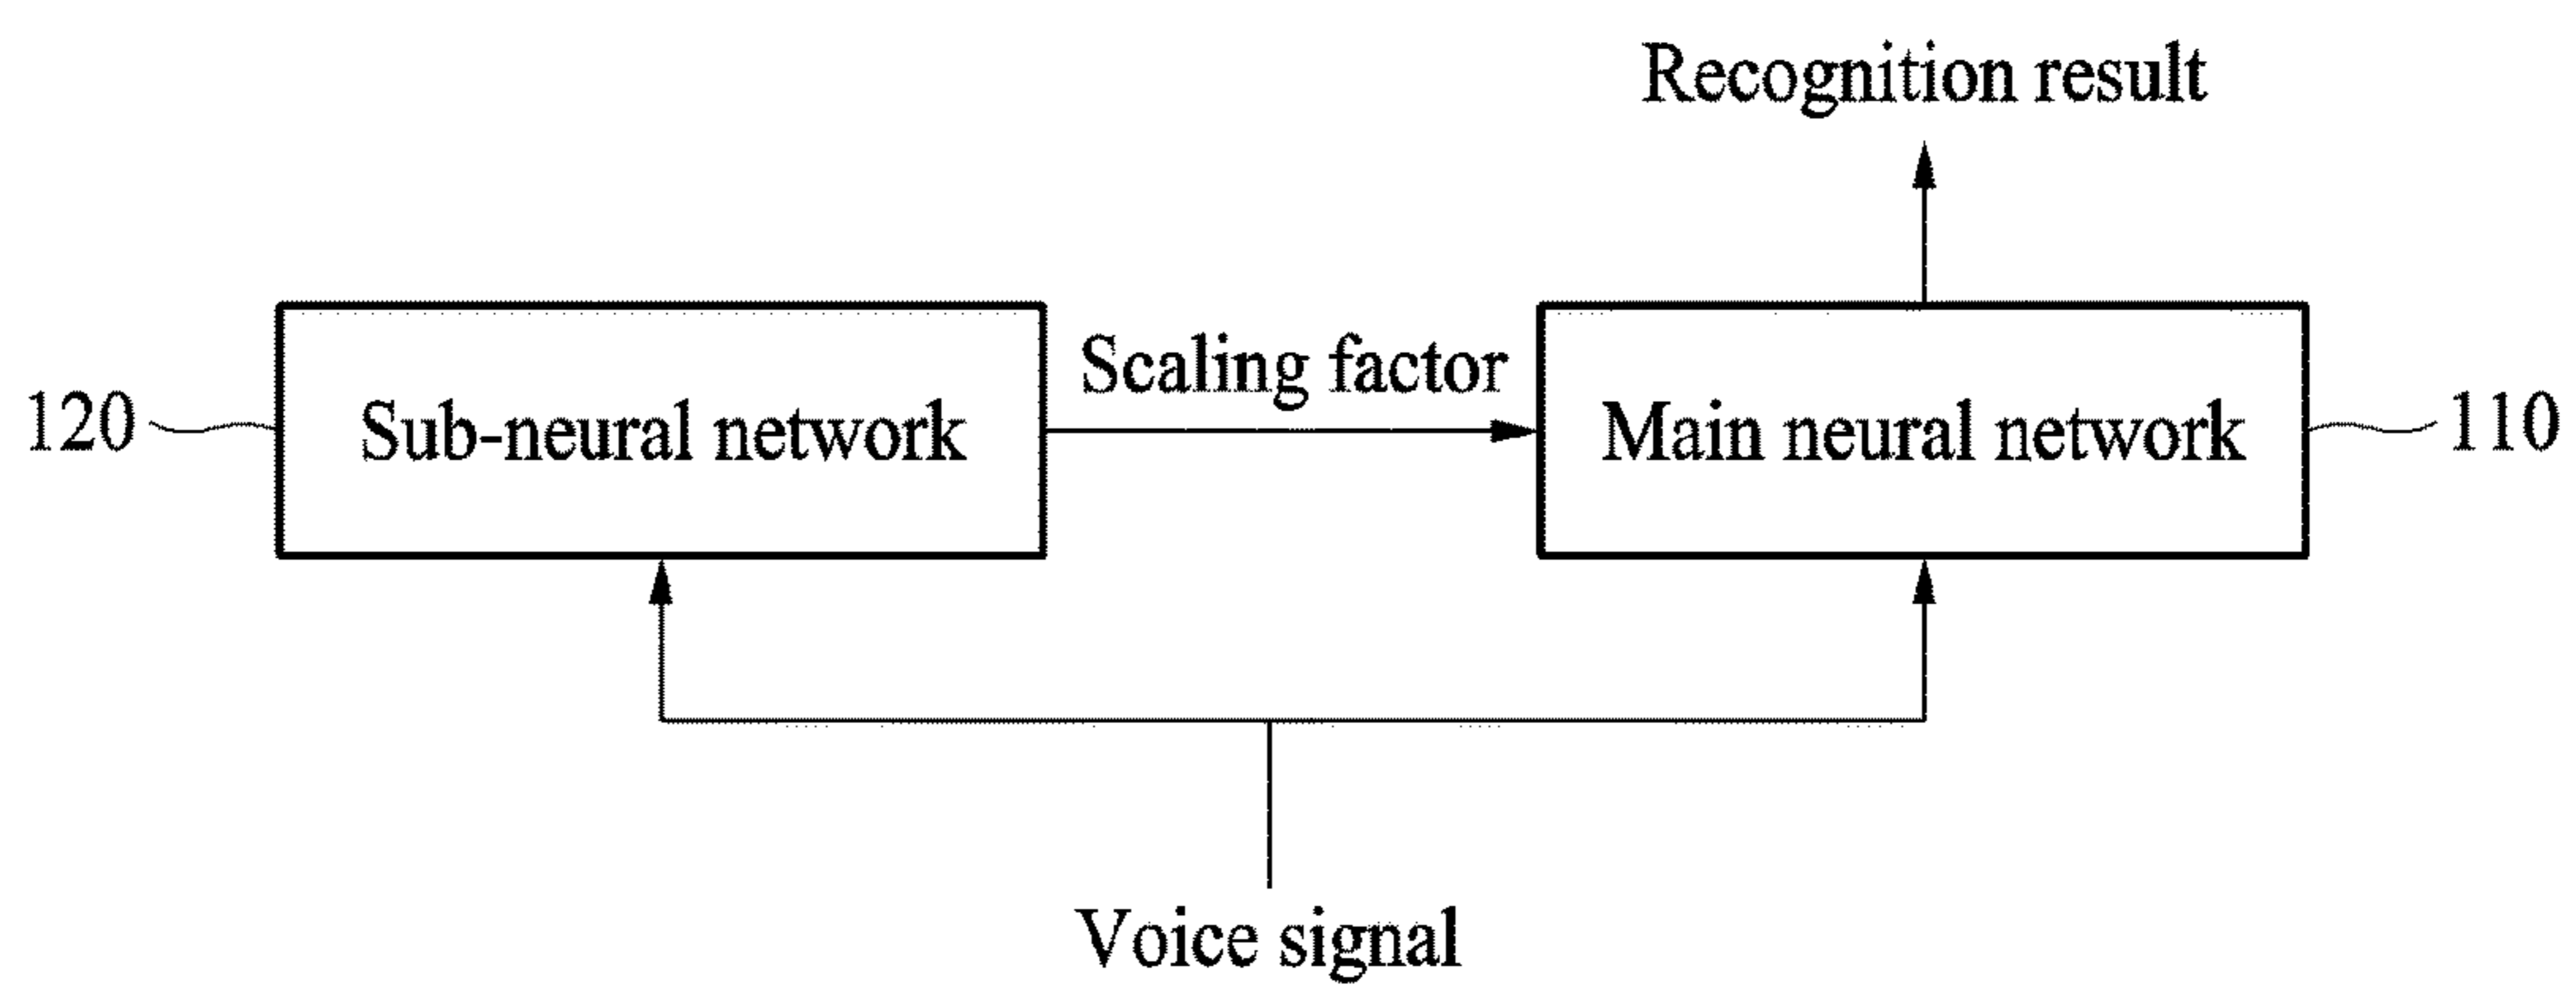 Recognition result
Scaling factor
120
Sub-neural network
Main neural network
110
Voice signal